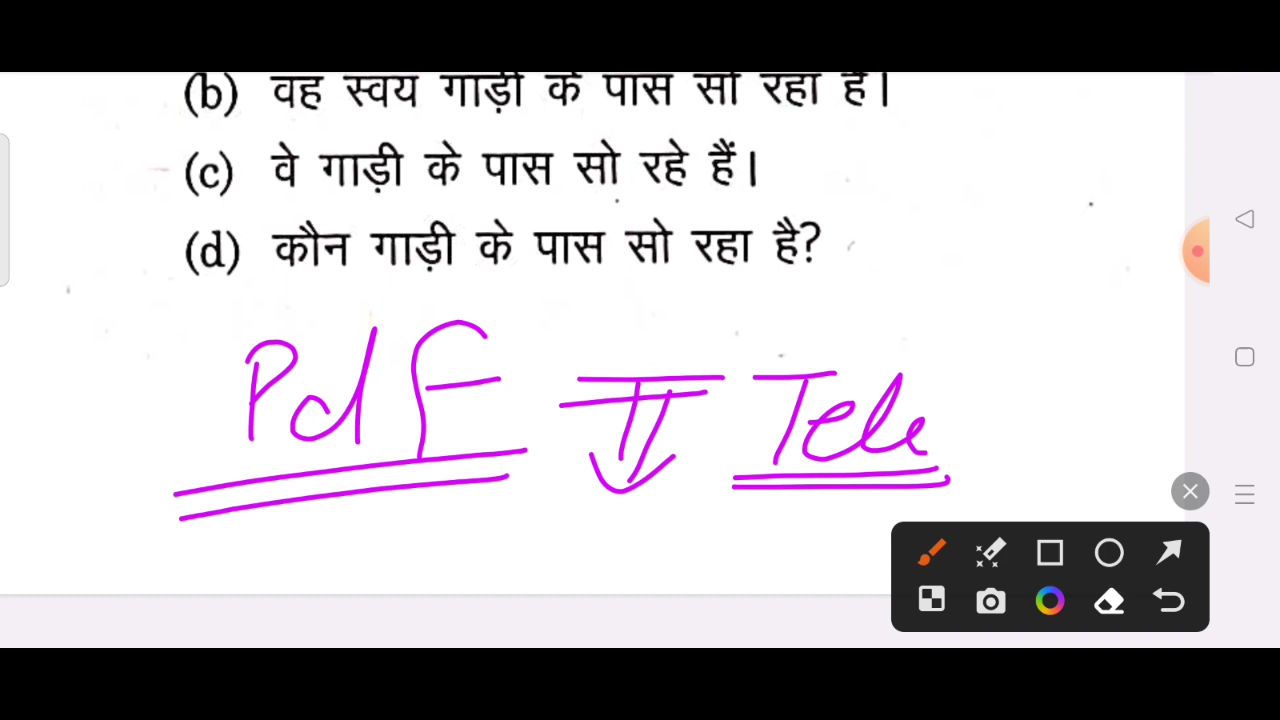 (b) वह स्वयं गाड़ी के पास सो रहा है।
(c) वे गाड़ी के पास सो रहे हैं।
(d) कौन गाड़ी के पास सो रहा है?
Pdf Tele